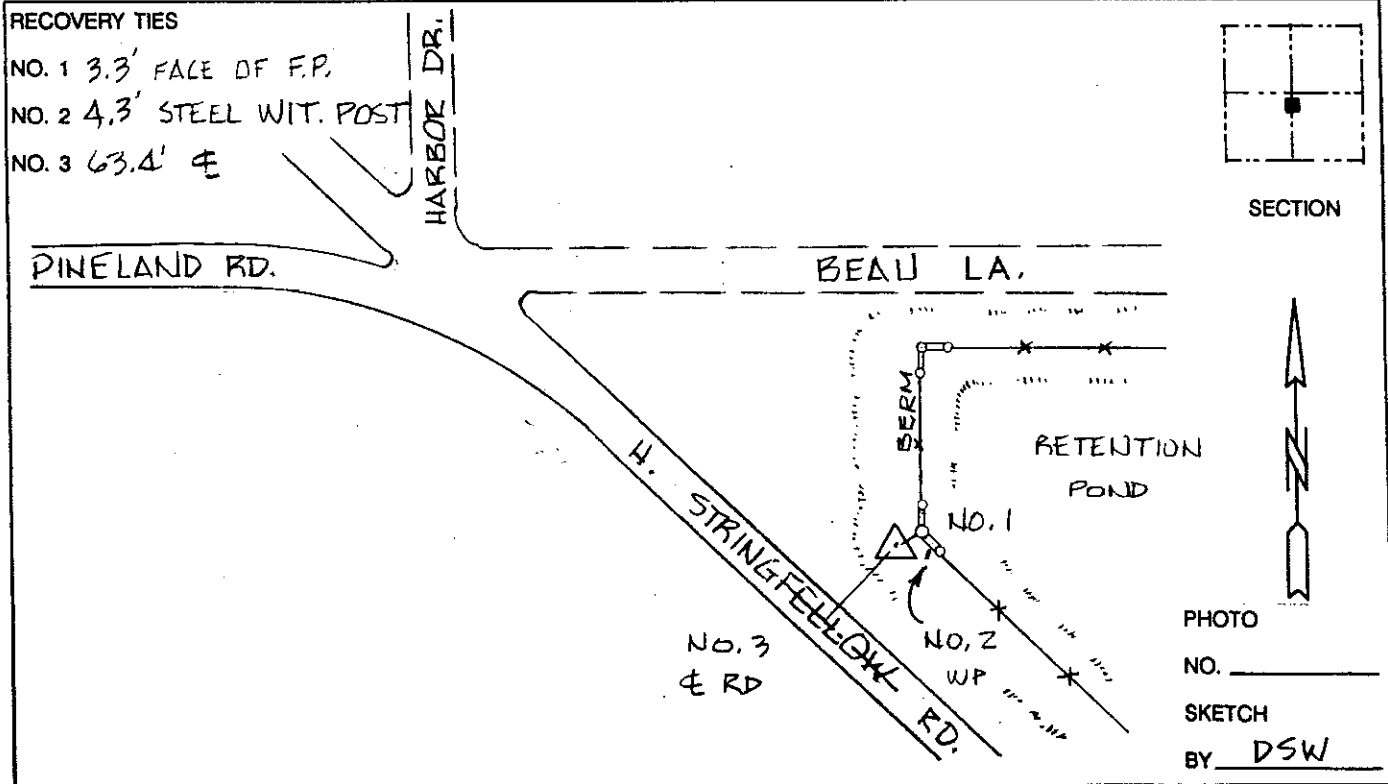 RECOVERY TIES
NO. 1 3.3' FACE OF F.P.
NO. 2 4.3' STEEL WIT. POST
NO. 3 63.4' ℄
HARBOR DR.
SECTION
PINELAND RD.
BEAU LA.
BERM
RETENTION
POND
N
H. STRINGFELLOW RD.
NO. 1
NO. 2
WP
NO. 3
℄ RD
PHOTO
NO.
SKETCH
BY DSW